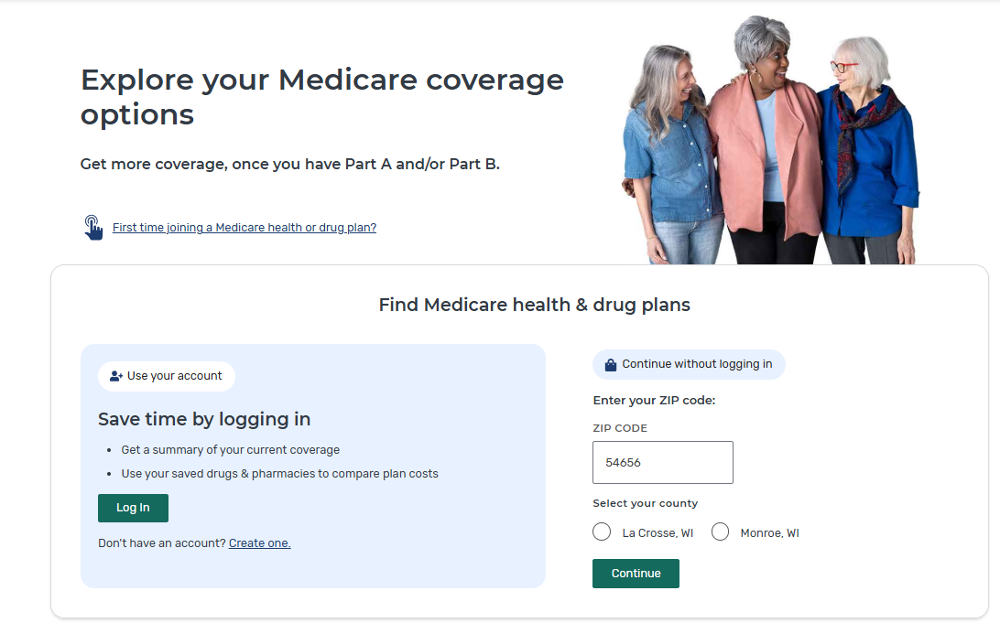 Explore your Medicare coverage
options
Get more coverage, once you have Part A and/or Part B.
First time joining a Medicare health or drug plan?
Find Medicare health & drug plans
Use your account
Save time by logging in
• Get a summary of your current coverage
• Use your saved drugs & pharmacies to compare plan costs
Log In
Don't have an account? Create one.
Continue without logging in
Enter your ZIP code:
ZIP CODE
54656
Select your county
La Crosse, WI Monroe, WI
Continue